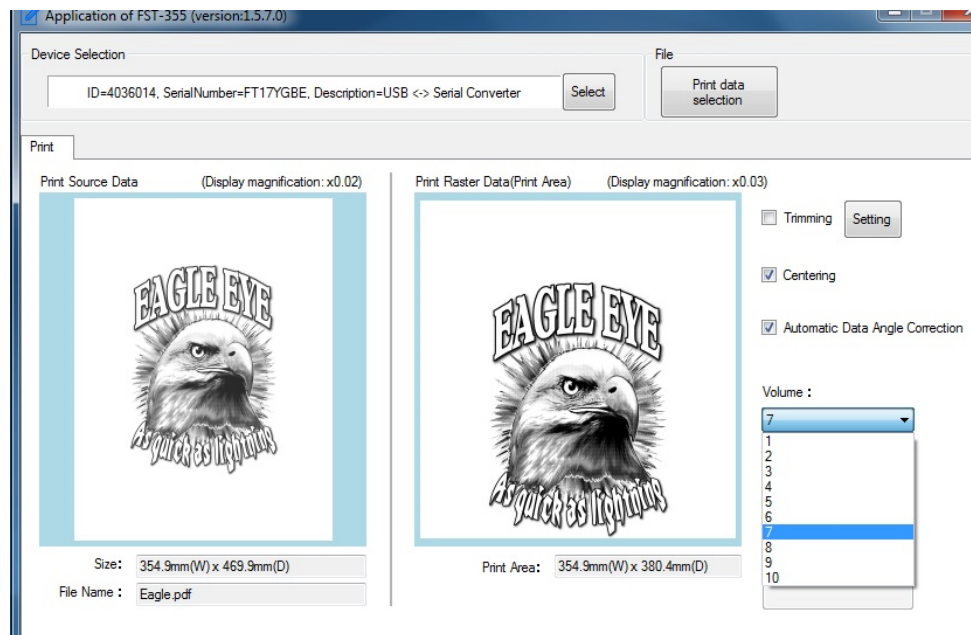 Application of FST-355 (version:1.5.7.0)
Device Selection
ID=4036014, SerialNumber=FT17YGBE, Description=USB <-> Serial Converter
Select
File
Print data
selection
Print
Print Source Data
(Display magnification: x0.02)
EAGLE EYE
As quick as lightning
Size:
354.9mm(W) x 469.9mm(D)
File Name :
Eagle.pdf
Print Raster Data(Print Area)
(Display magnification: x0.03)
EAGLE EYE
As quick as lightning
Print Area:
354.9mm(W) x 380.4mm(D)
Trimming
Setting
Centering
Automatic Data Angle Correction
Volume :
7
1
2
3
4
5
6
7
8
9
10